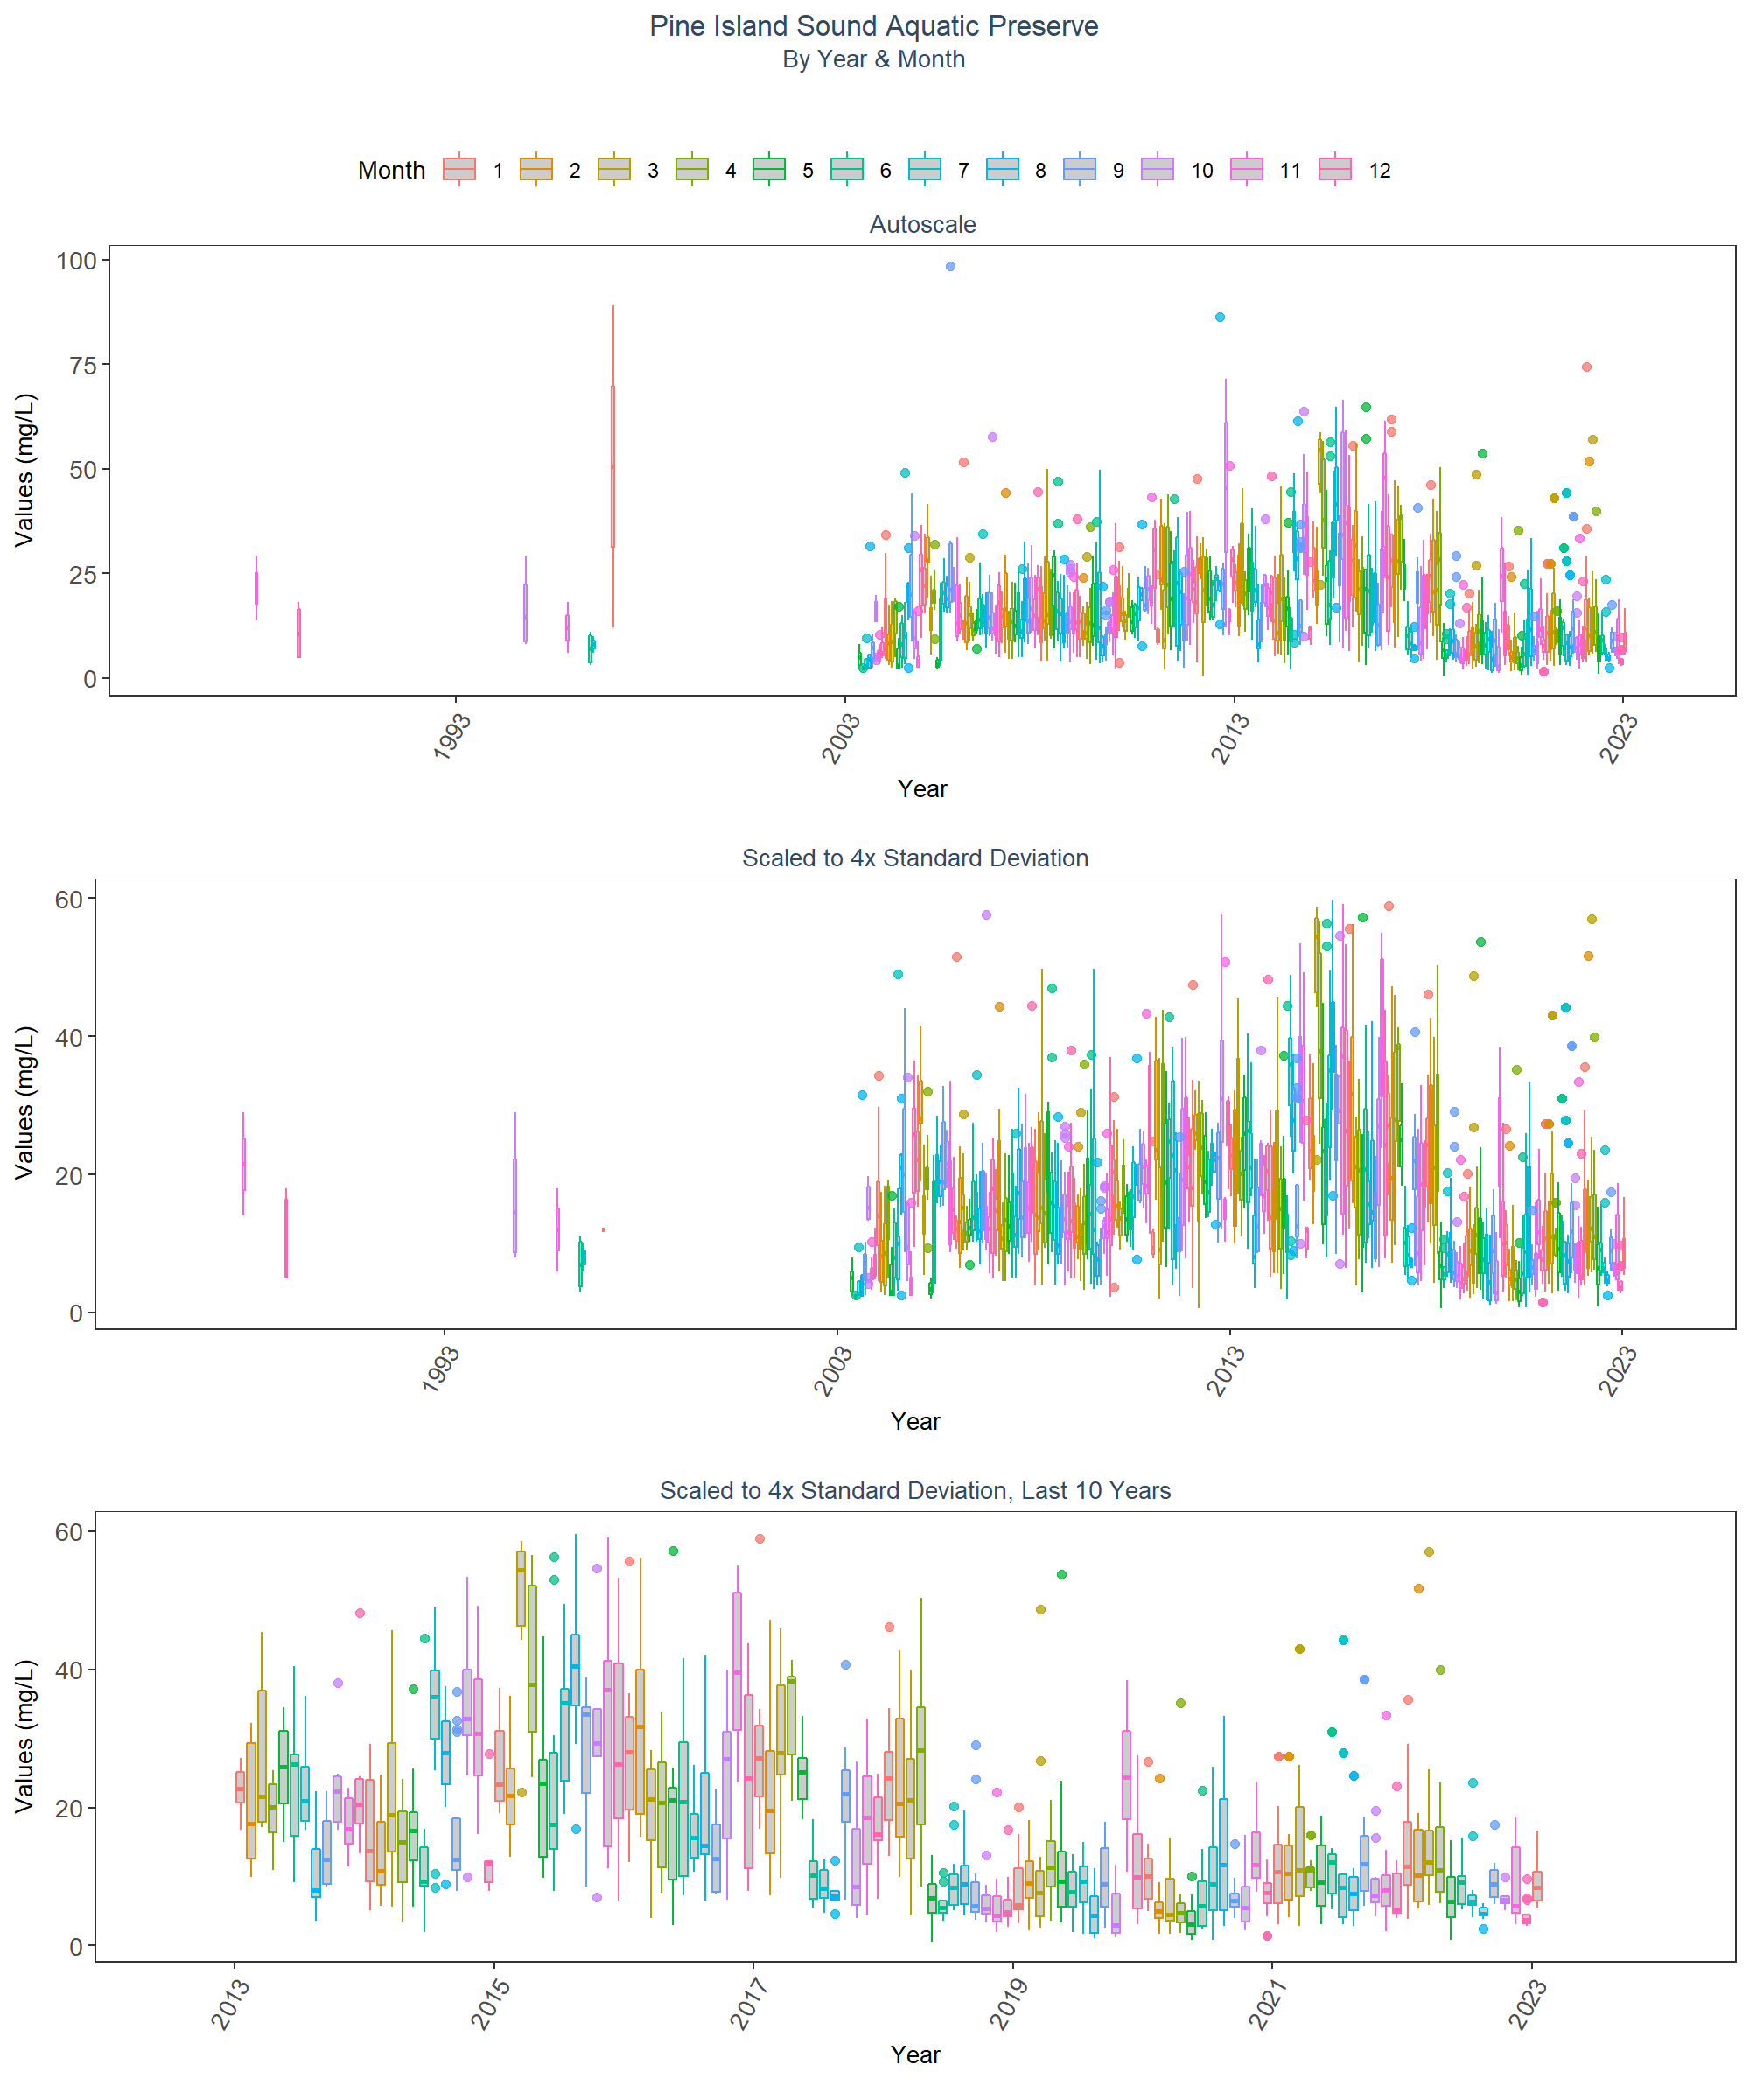 Pine Island Sound Aquatic Preserve
By Year & Month
Month 1 2 3 4 5 6 7 8 9 10 11 12
Autoscale
100
75
50
25
0
Values (mg/L)
1993 2003 2013 2023
Year
Scaled to 4x Standard Deviation
60
40
20
0
Values (mg/L)
1993 2003 2013 2023
Year
Scaled to 4x Standard Deviation, Last 10 Years
60
40
20
0
Values (mg/L)
2013 2015 2017 2019 2021 2023
Year